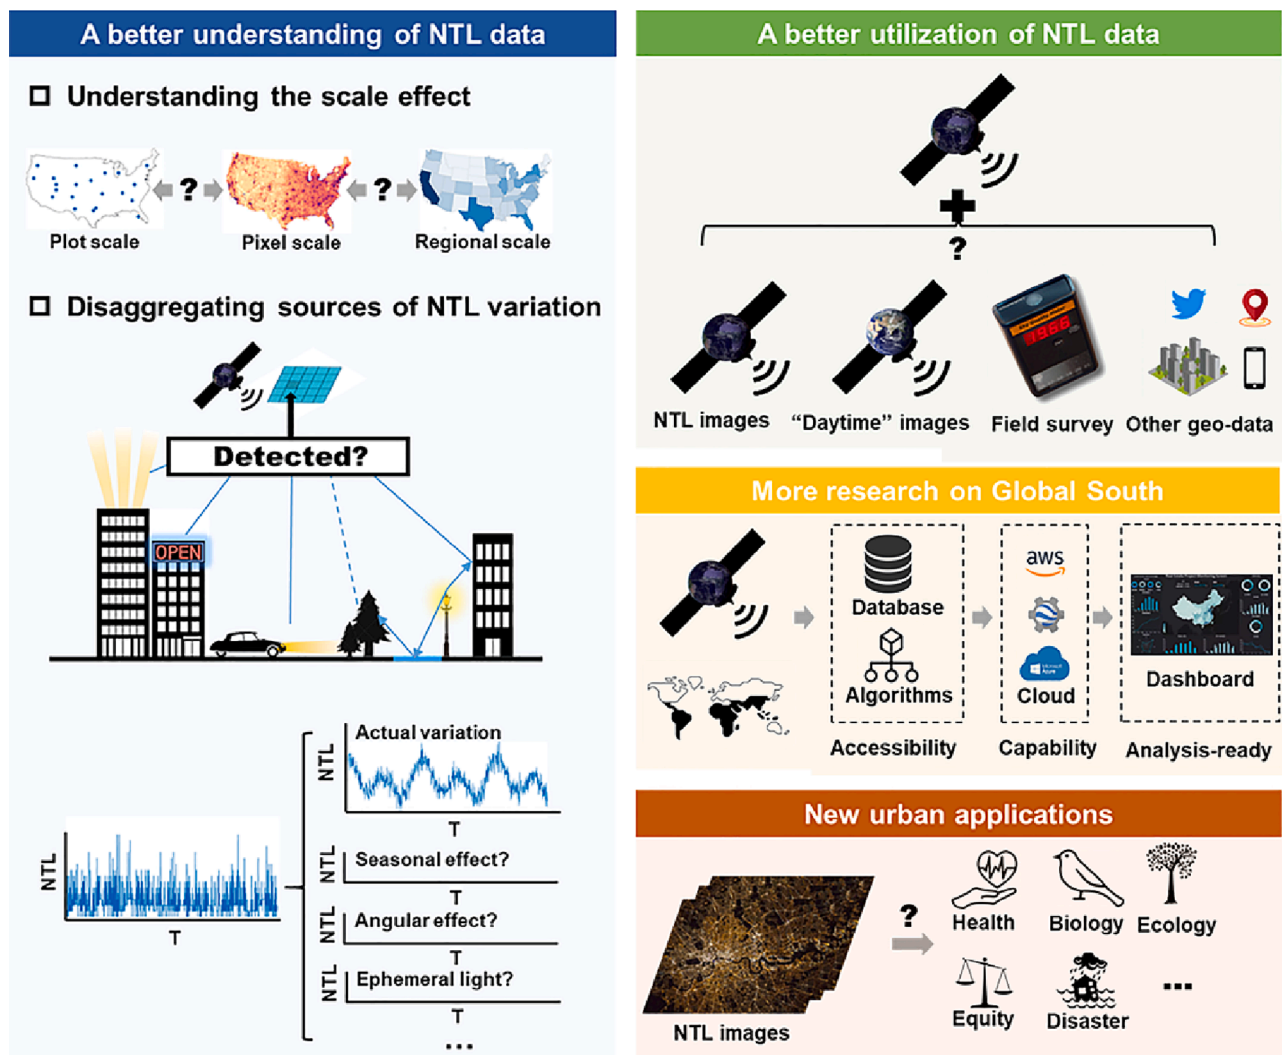 A better understanding of NTL data
Understanding the scale effect
?
?
Plot scale
Pixel scale
Regional scale
Disaggregating sources of NTL variation
Detected?
OPEN
NTL
T
Actual variation
NTL
T
Seasonal effect?
NTL
T
Angular effect?
NTL
T
Ephemeral light?
NTL
T
...
A better utilization of NTL data
?
NTL images
“Daytime” images
Field survey
Other geo-data
More research on Global South
Database
Algorithms
Accessibility
aws
Microsoft
Azure
Cloud
Capability
Dashboard
Analysis-ready
New urban applications
NTL images
?
Health
Biology
Ecology
Equity
Disaster
...